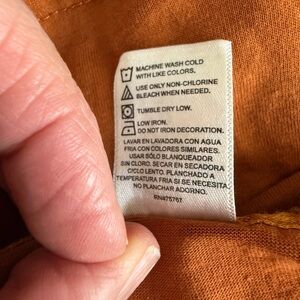 MACHINE WASH COLD
WITH LIKE COLORS.
USE ONLY NON-CHLORINE
BLEACH WHEN NEEDED.
TUMBLE DRY LOW.
LOW IRON.
DO NOT IRON DECORATION.
LAVAR EN LAVADORA CON AGUA
FRIA CON COLORES SIMILARES.
USAR SÓLO BLANQUEADOR
SIN CLORO. SECAR EN SECADORA
CICLO LENTO. PLANCHADO A
TEMPERATURA FRIA SI SE NECESITA.
NO PLANCHAR ADORNO.
RN#75767